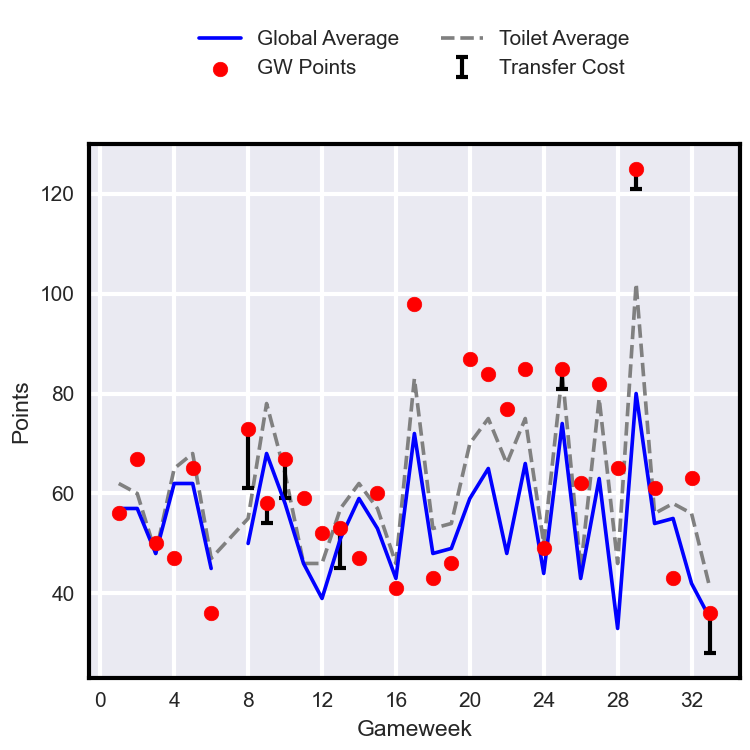 Global Average
Toilet Average
GW Points
Transfer Cost
120
100
80
60
40
Points
0 4 8 12 16 20 24 28 32
Gameweek